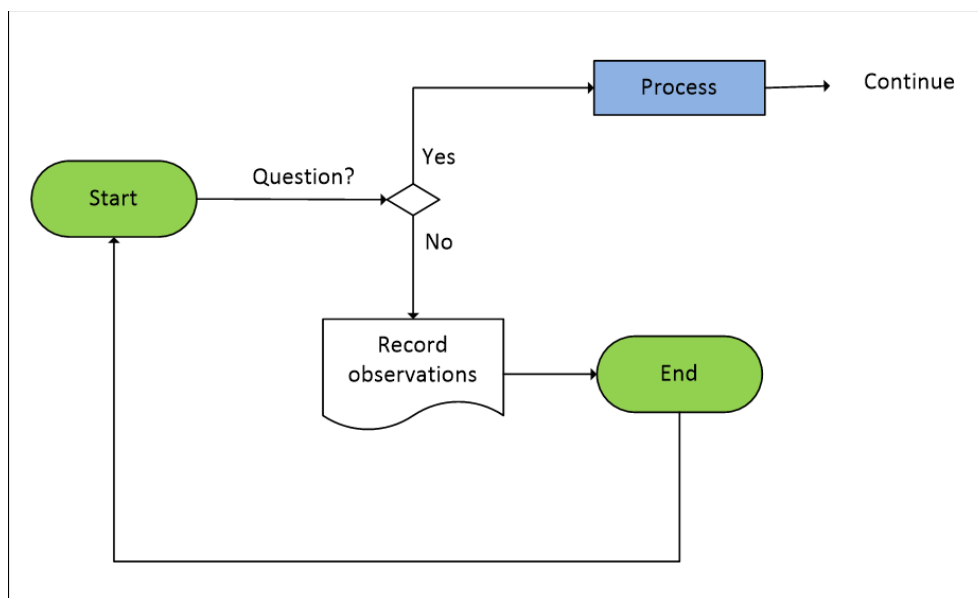 Process
Continue
Yes
Question?
Start
No
Record
observations
End